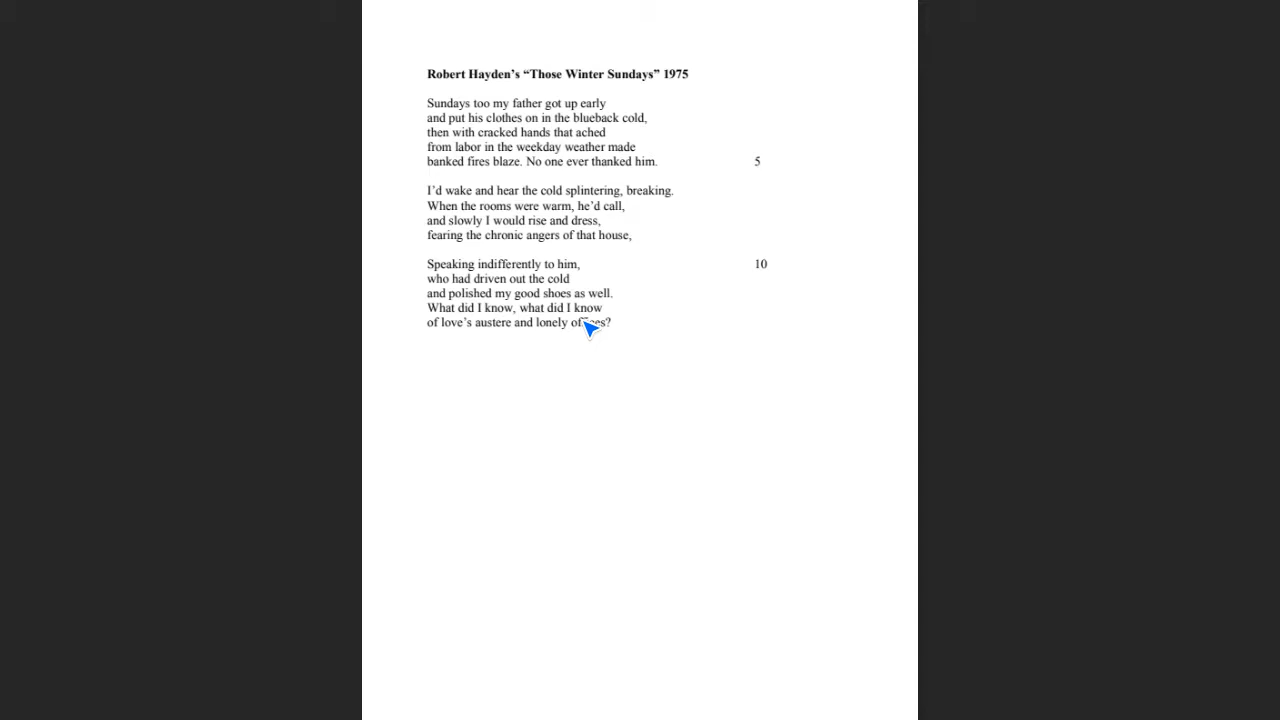 Robert Hayden’s “Those Winter Sundays” 1975
Sundays too my father got up early
and put his clothes on in the blueback cold,
then with cracked hands that ached
from labor in the weekday weather made
banked fires blaze. No one ever thanked him. 5
I’d wake and hear the cold splintering, breaking.
When the rooms were warm, he’d call,
and slowly I would rise and dress,
fearing the chronic angers of that house,
Speaking indifferently to him, 10
who had driven out the cold
and polished my good shoes as well.
What did I know, what did I know
of love’s austere and lonely offices?